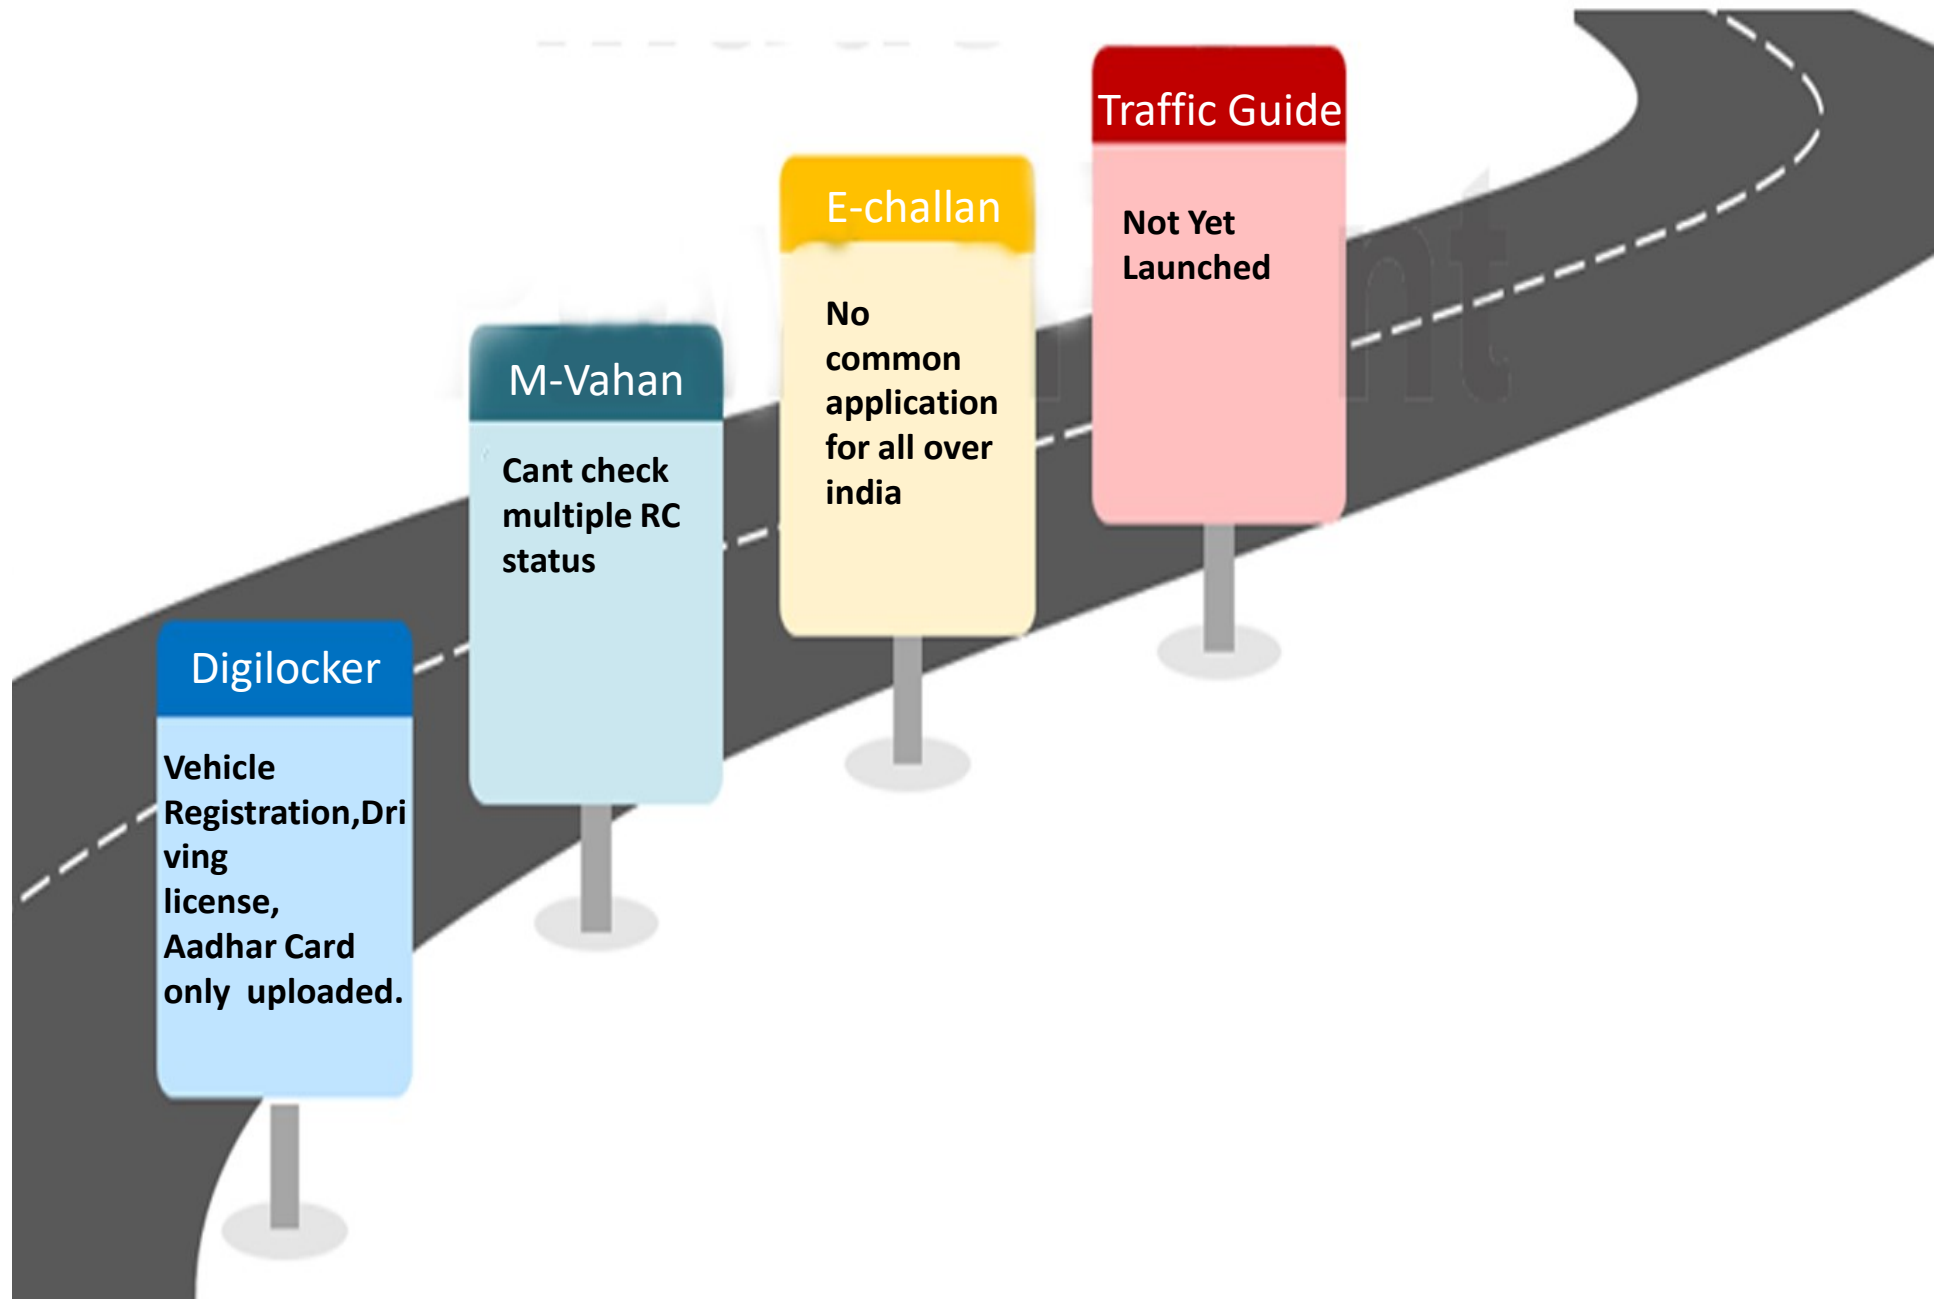 Traffic Guide
Not Yet
Launched
E-challan
No
common
application
for all over
india
M-Vahan
Cant check
multiple RC
status
Digilocker
Vehicle
Registration,Dri
ving
license,
Aadhar Card
only  uploaded.